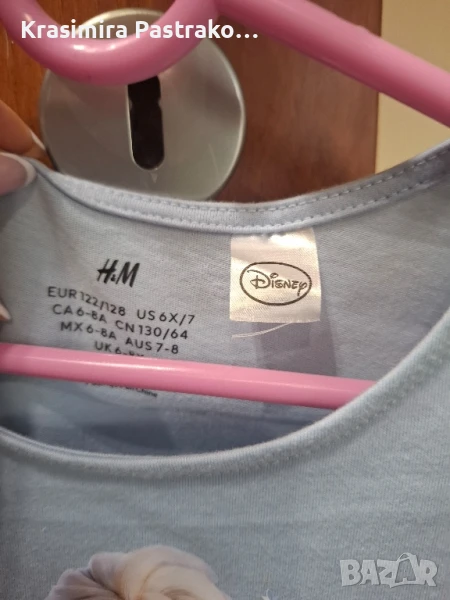 Krasimira Pastrako...
H&M
EUR 122/128 US 6X/7
CA 6-8A CN 130/64
MX 6-8A AUS 7-8
Disney
BAZAR